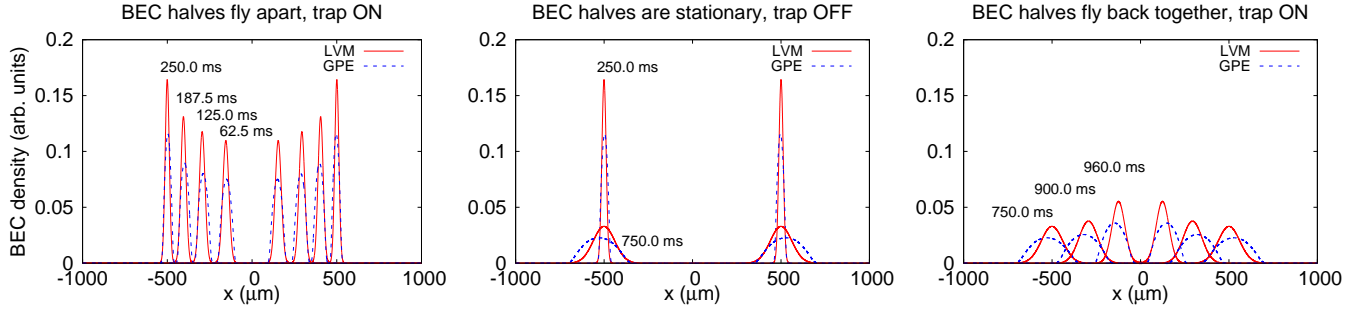 BEC halves fly apart, trap ON
BEC density (arb. units)
0.2
0.15
0.1
0.05
0
LVM
GPE
250.0 ms
187.5 ms
125.0 ms
62.5 ms
-1000 -500 0 500 1000
x (μm)
BEC halves are stationary, trap OFF
0.2
0.15
0.1
0.05
0
LVM
GPE
250.0 ms
750.0 ms
-1000 -500 0 500 1000
x (μm)
BEC halves fly back together, trap ON
0.2
0.15
0.1
0.05
0
LVM
GPE
960.0 ms
900.0 ms
750.0 ms
-1000 -500 0 500 1000
x (μm)